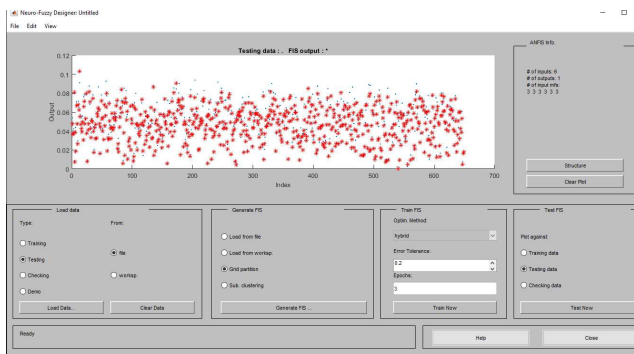 Neuro-Fuzzy Designer: Untitled
File Edit View
Testing data : . FIS output : *
0.12
0.1
0.08
0.06
0.04
0.02
0
Output
0 100 200 300 400 500 600 700
Index
ANFIS Info.
# of inputs: 6
# of outputs: 1
# of input mfs:
3 3 3 3 3 3
Structure
Clear Plot
Load data
Type: From:
Training
Testing
Checking
Demo
file
worksp.
Load Data... Clear Data
Generate FIS
Load from file
Load from worksp.
Grid partition
Sub. clustering
Generate FIS ...
Train FIS
Optim. Method:
hybrid
Error Tolerance:
0.2
Epochs:
3
Train Now
Test FIS
Plot against:
Training data
Testing data
Checking data
Test Now
Ready
Help Close